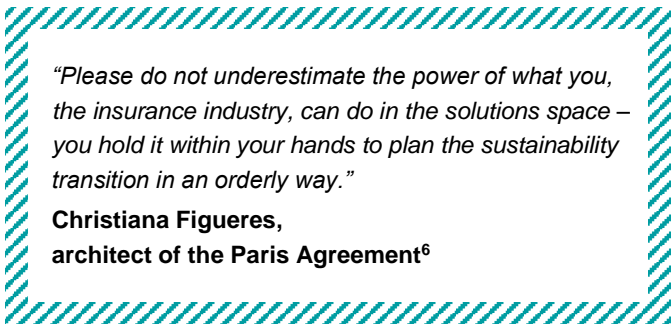 “Please do not underestimate the power of what you,
the insurance industry, can do in the solutions space –
you hold it within your hands to plan the sustainability
transition in an orderly way.”
Christiana Figueres,
architect of the Paris Agreement⁶